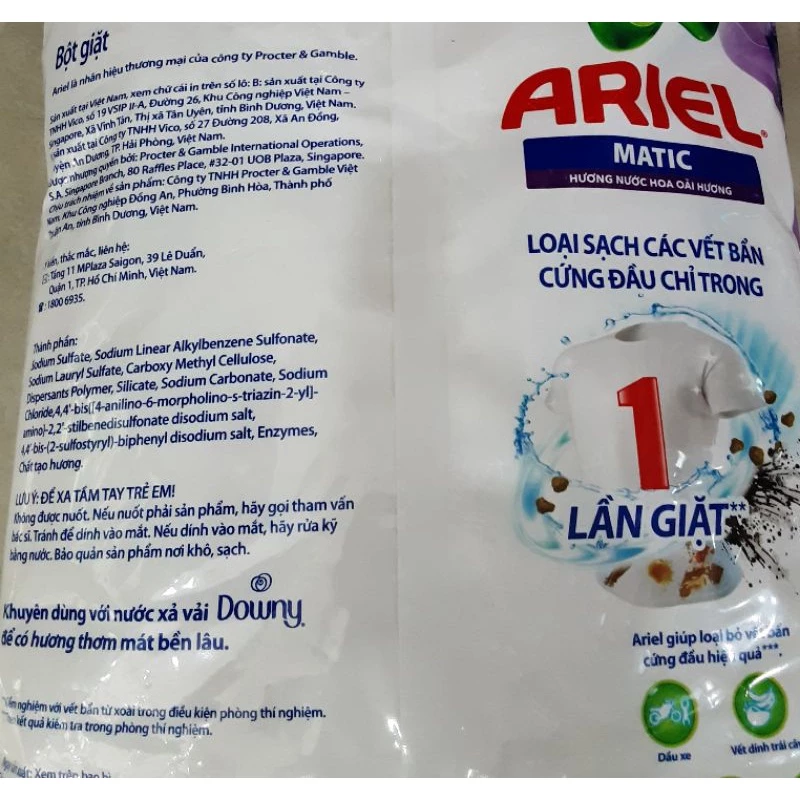 Bột giặt
Ariel là nhãn hiệu thương mại của công ty Procter & Gamble.
Sản xuất tại Việt Nam, xem chữ cái in trên số lô: B: sản xuất tại Công ty
TNHH Vico, số 19 VSIP II-A, Đường 26, Khu Công nghiệp Việt Nam –
Singapore, Xã Vĩnh Tân, Thị xã Tân Uyên, tỉnh Bình Dương, Việt Nam.
sản xuất tại Công ty TNHH Vico, số 27 Đường 208, Xã An Đồng,
An Dương, TP. Hải Phòng, Việt Nam.
nhượng quyền bởi: Procter & Gamble International Operations,
S.A. Singapore Branch, 80 Raffles Place, #32-01 UOB Plaza, Singapore.
Chịu trách nhiệm về sản phẩm: Công ty TNHH Procter & Gamble Việt
Nam, Khu Công nghiệp Đồng An, Phường Bình Hòa, Thành phố
Thuận An, tỉnh Bình Dương, Việt Nam.
thắc mắc, liên hệ:
Tầng 11 MPlaza Saigon, 39 Lê Duẩn,
Quận 1, TP. Hồ Chí Minh, Việt Nam.
: 1800 6935.
Thành phần:
Sodium Sulfate, Sodium Linear Alkylbenzene Sulfonate,
Sodium Lauryl Sulfate, Carboxy Methyl Cellulose,
Dispersants Polymer, Silicate, Sodium Carbonate, Sodium
Chloride,4,4'-bis([4-anilino-6-morpholino-s-triazin-2-yl]-
amino)-2,2'-stilbenedisulfonate disodium salt,
4,4'-bis-(2-sulfostyryl)-biphenyl disodium salt, Enzymes,
Chất tạo hương.
LƯU Ý: ĐỂ XA TẦM TAY TRẺ EM!
Không được nuốt. Nếu nuốt phải sản phẩm, hãy gọi tham vấn
bác sĩ. Tránh để dính vào mắt. Nếu dính vào mắt, hãy rửa kỹ
bằng nước. Bảo quản sản phẩm nơi khô, sạch.
Khuyên dùng với nước xả vải Downy
để có hương thơm mát bền lâu.
nghiệm với vết bẩn từ xoài trong điều kiện phòng thí nghiệm.
kết quả kiểm tra trong phòng thí nghiệm.
Xem trên bao bì
ARIEL®
MATIC
HƯƠNG NƯỚC HOA OẢI HƯƠNG
LOẠI SẠCH CÁC VẾT BẨN
CỨNG ĐẦU CHỈ TRONG
1
LẦN GIẶT**
Ariel giúp loại bỏ vết bẩn
cứng đầu hiệu quả***.
Dầu xe
Vết dính trái cây